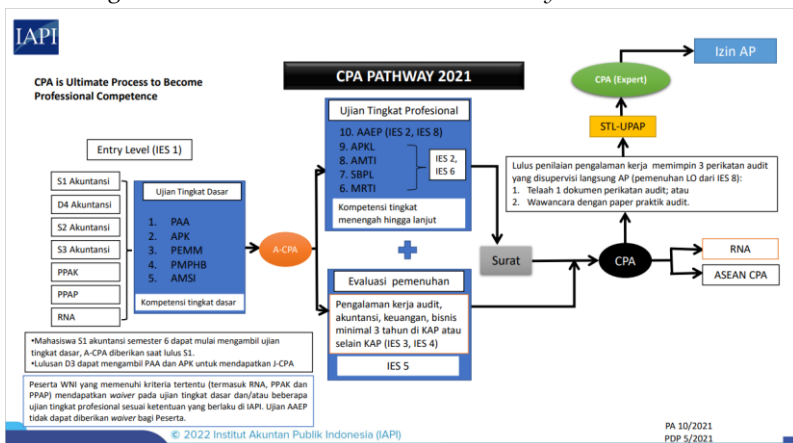 IAPI
CPA is Ultimate Process to Become
Professional Competence
CPA PATHWAY 2021
Entry Level (IES 1)
S1 Akuntansi
D4 Akuntansi
S2 Akuntansi
S3 Akuntansi
PPAK
PPAP
RNA
Ujian Tingkat Dasar
1. PAA
2. APK
3. PEMM
4. PMPHB
5. AMSI
Kompetensi tingkat dasar
A-CPA
Ujian Tingkat Profesional
10. AAEP (IES 2, IES 8)
9. APKL
8. AMTI
7. SBPL
6. MRTI
IES 2,
IES 6
Kompetensi tingkat
menengah hingga lanjut
Evaluasi pemenuhan
Pengalaman kerja audit,
akuntansi, keuangan, bisnis
minimal 3 tahun di KAP atau
selain KAP (IES 3, IES 4)
IES 5
Surat
CPA
RNA
ASEAN CPA
Lulus penilaian pengalaman kerja memimpin 3 perikatan audit
yang disupervisi langsung AP (pemenuhan LO dari IES 8):
1. Telaah 1 dokumen perikatan audit; atau
2. Wawancara dengan paper praktik audit.
STL-UPAP
CPA (Expert)
Izin AP
•Mahasiswa S1 akuntansi semester 6 dapat mulai mengambil ujian
tingkat dasar, A-CPA diberikan saat lulus S1.
•Lulusan D3 dapat mengambil PAA dan APK untuk mendapatkan J-CPA
Peserta WNI yang memenuhi kriteria tertentu (termasuk RNA, PPAK dan
PPAP) mendapatkan waiver pada ujian tingkat dasar dan/atau beberapa
ujian tingkat profesional sesuai ketentuan yang berlaku di IAPI. Ujian AAEP
tidak dapat diberikan waiver bagi Peserta.
© 2022 Institut Akuntan Publik Indonesia (IAPI)
PA 10/2021
PDP 5/2021